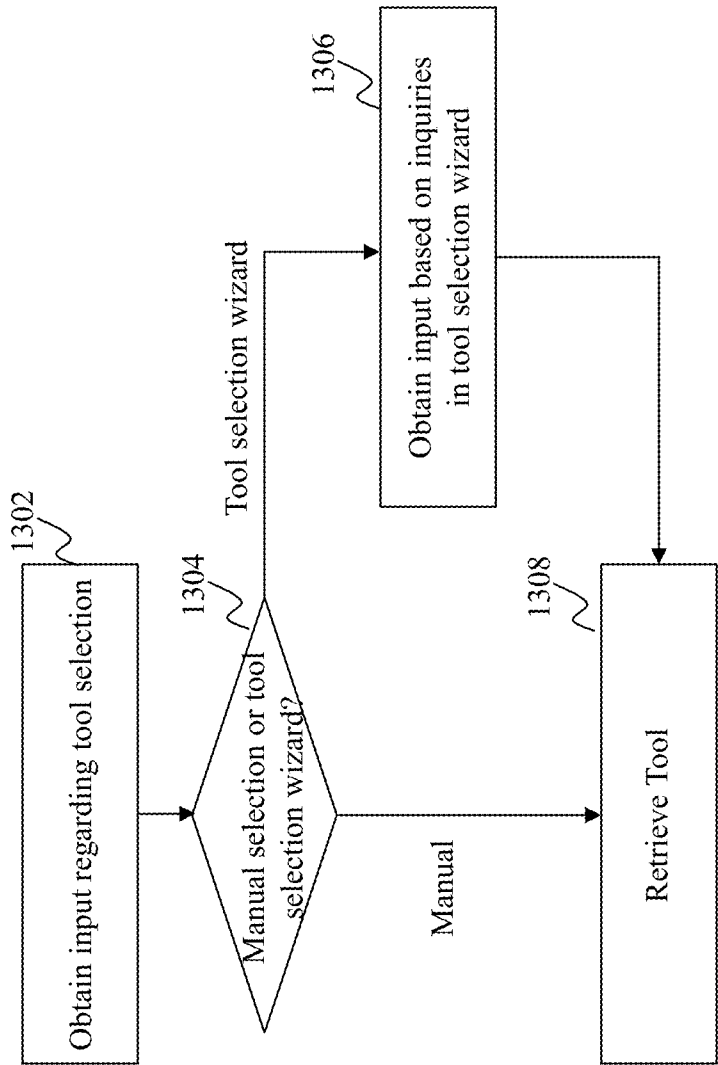 1302
Obtain input regarding tool selection
1304
Manual selection or tool
selection wizard?
Tool selection wizard
1306
Obtain input based on inquiries
in tool selection wizard
Manual
1308
Retrieve Tool